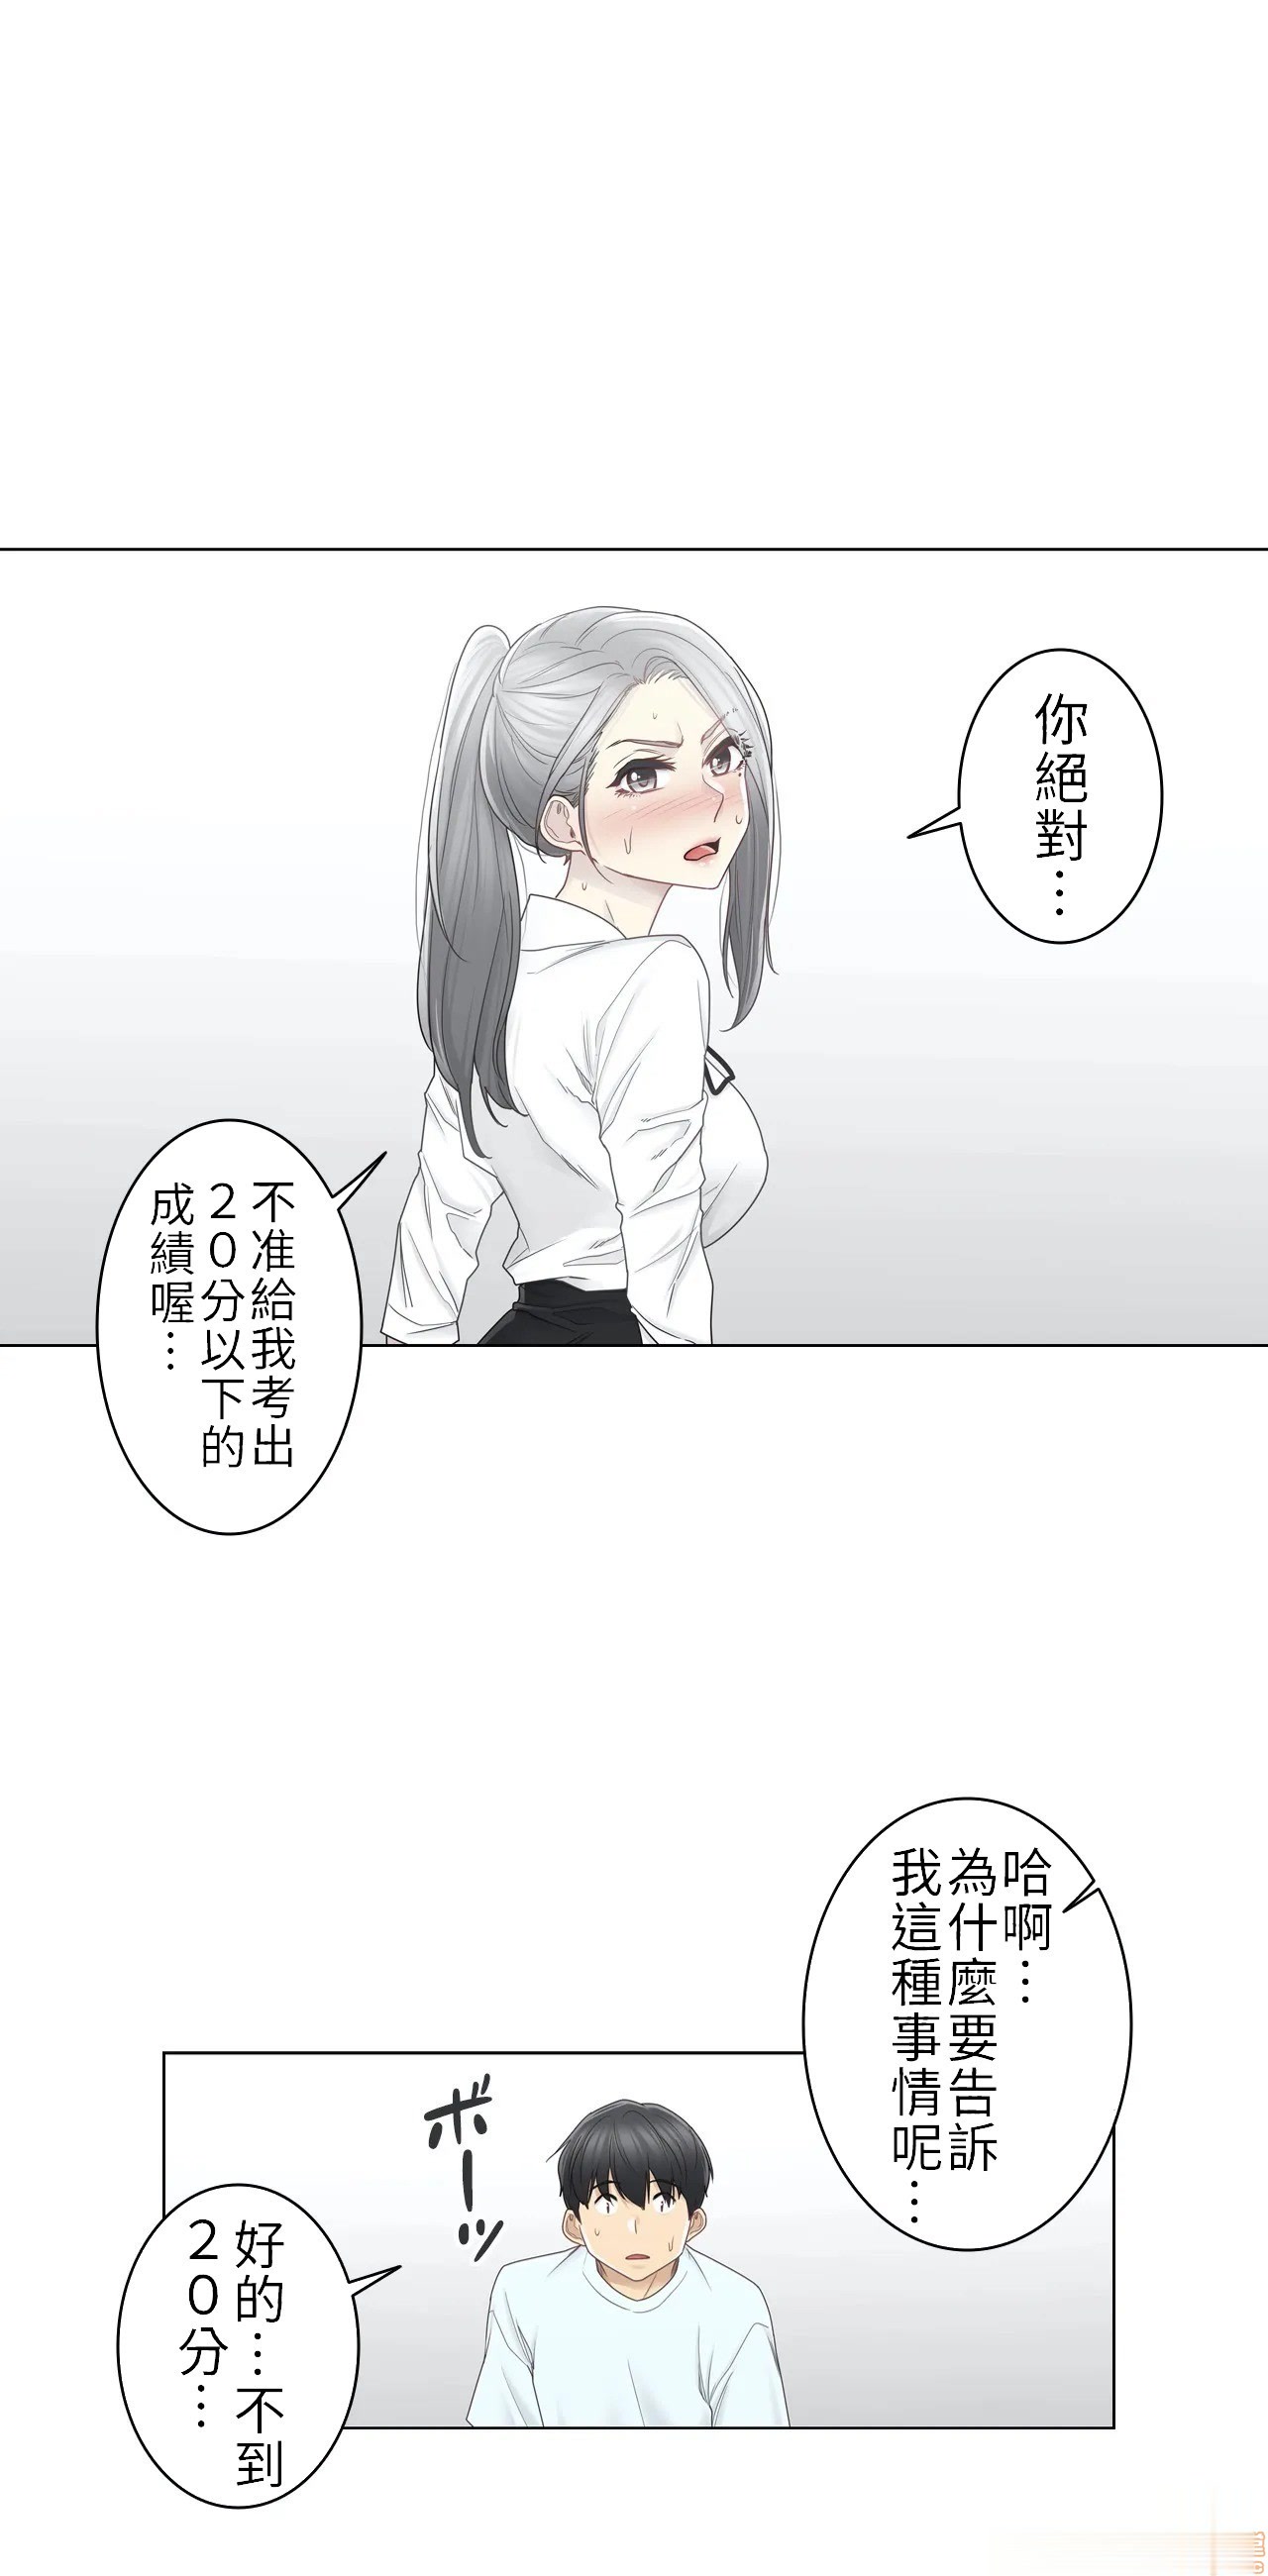 你絕對…
不准給我考出
20分以下的
成績喔…
哈啊…
為什麼要告訴
我這種事情呢…
ボーッ
好的…不到
20分…